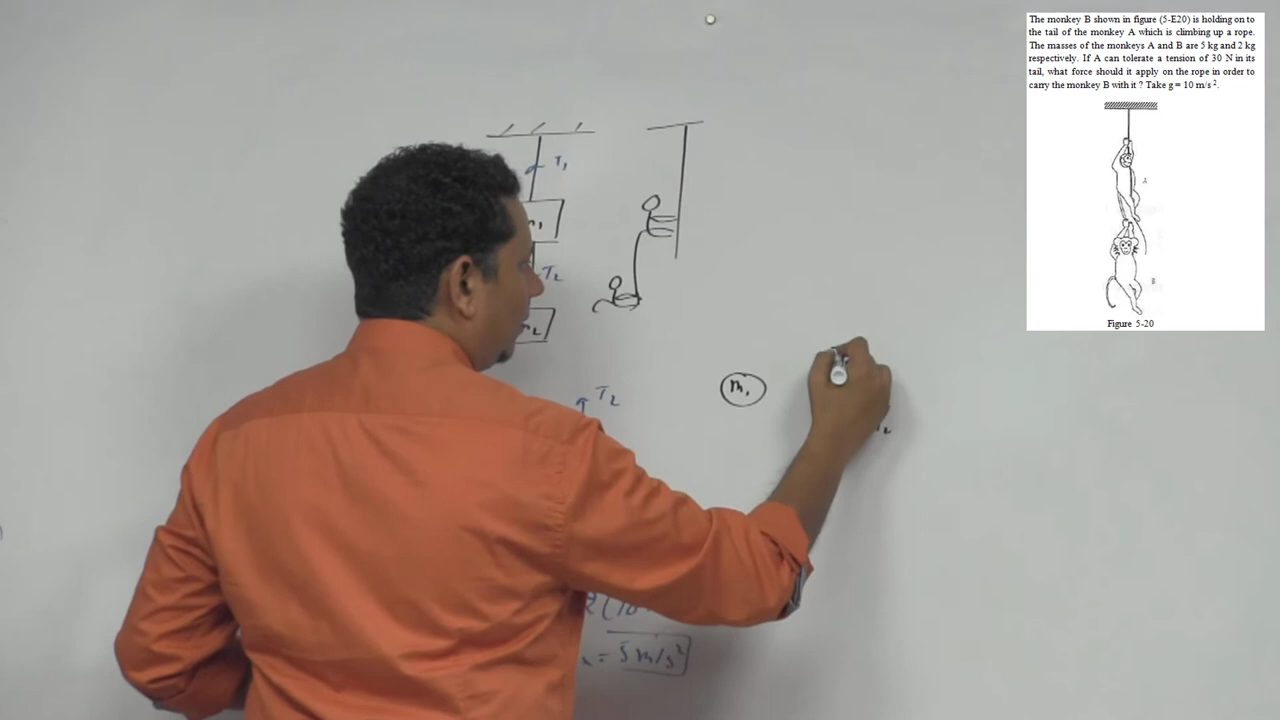 The monkey B shown in figure (5-E20) is holding on to
the tail of the monkey A which is climbing up a rope.
The masses of the monkeys A and B are 5 kg and 2 kg
respectively. If A can tolerate a tension of 30 N in its
tail, what force should it apply on the rope in order to
carry the monkey B with it ? Take g = 10 m/s ².
A
B
Figure 5-20
T₁
T₂
T₂
m₁
2(10
= 5 m/s²